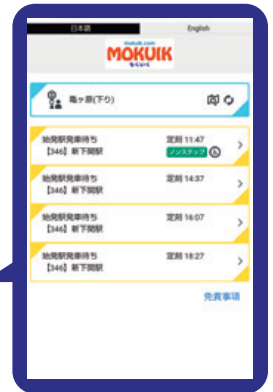 日本語
English
mokuik.com
MOKUIK
もくいく
亀ヶ原(下り)
始発駅発車待ち 定刻 11:47
【346】新下関駅 ノンステップ
始発駅発車待ち 定刻 14:37
【346】新下関駅
始発駅発車待ち 定刻 16:07
【346】新下関駅
始発駅発車待ち 定刻 18:27
【346】新下関駅
免責事項